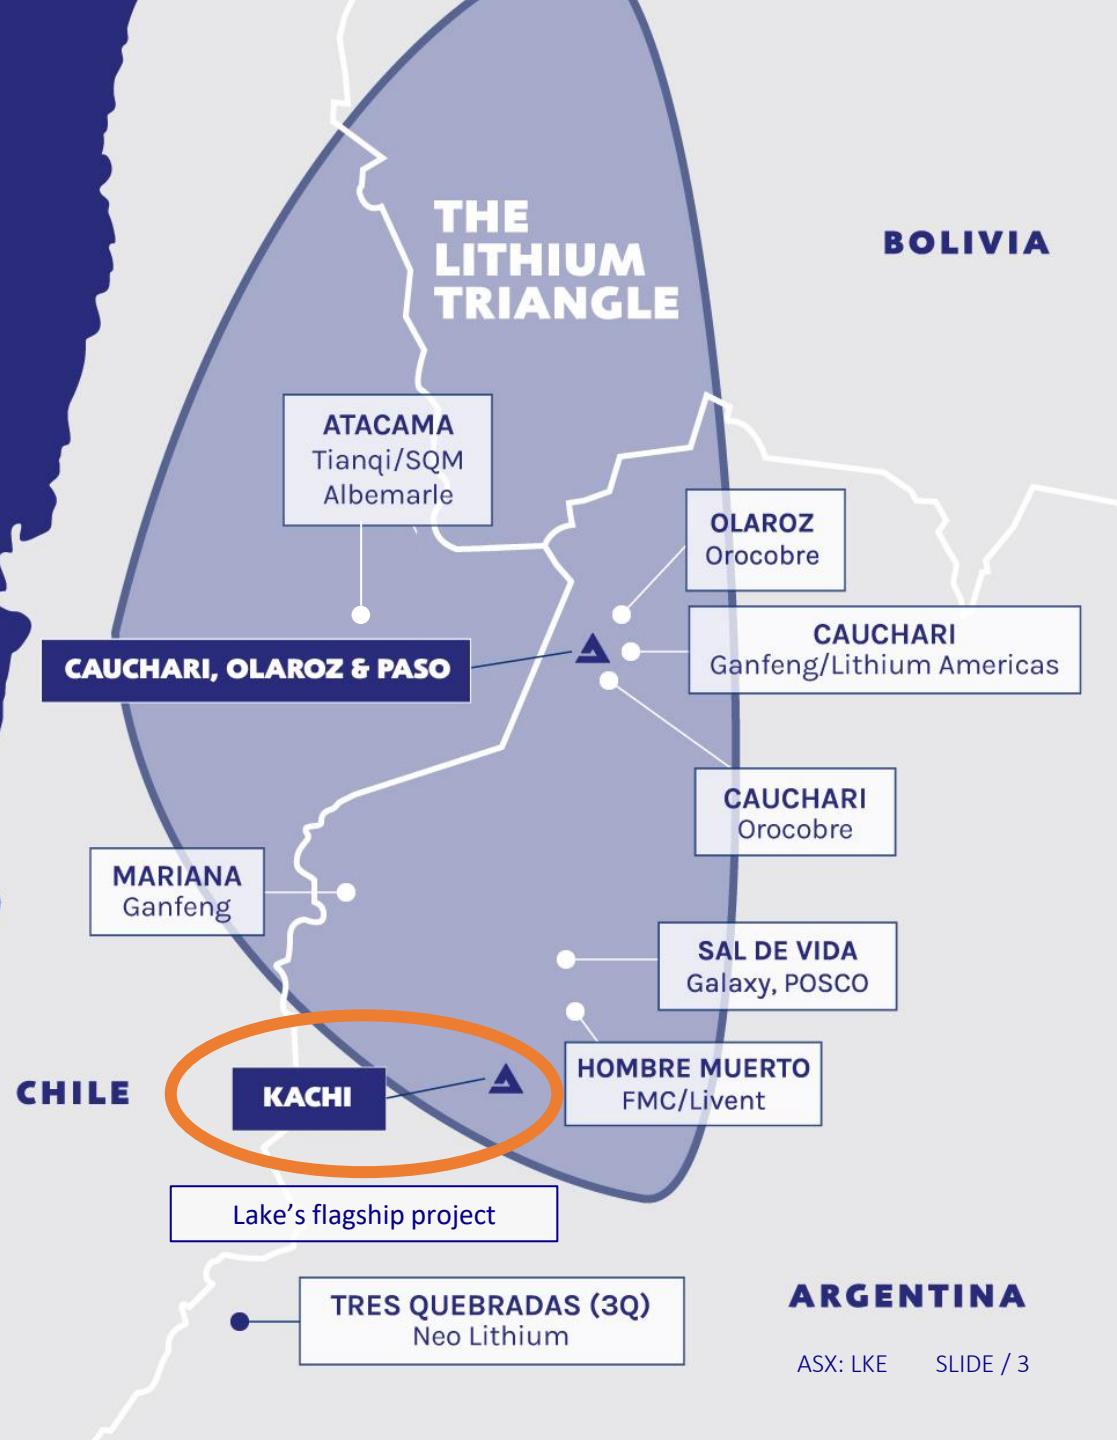 THE
LITHIUM
TRIANGLE
BOLIVIA
ATACAMA
Tianqi/SQM
Albemarle
OLAROZ
Orocobre
CAUCHARI
Ganfeng/Lithium Americas
CAUCHARI, OLAROZ & PASO
CAUCHARI
Orocobre
MARIANA
Ganfeng
SAL DE VIDA
Galaxy, POSCO
HOMBRE MUERTO
FMC/Livent
CHILE
KACHI
Lake’s flagship project
TRES QUEBRADAS (3Q)
Neo Lithium
ARGENTINA
ASX: LKE SLIDE / 3